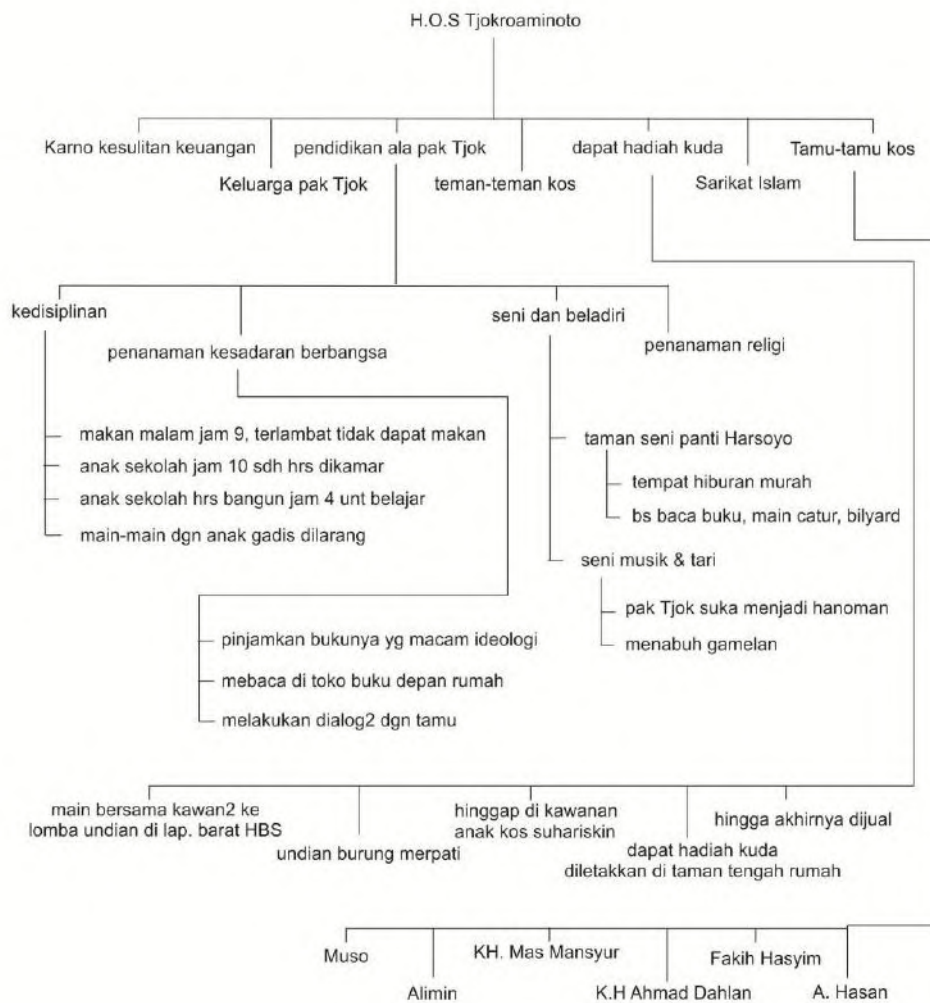 H.O.S Tjokroaminoto
Karno kesulitan keuangan
Keluarga pak Tjok
pendidikan ala pak Tjok
teman-teman kos
dapat hadiah kuda
Sarikat Islam
Tamu-tamu kos
kedisiplinan
penanaman kesadaran berbangsa
seni dan beladiri
penanaman religi
makan malam jam 9, terlambat tidak dapat makan
anak sekolah jam 10 sdh hrs dikamar
anak sekolah hrs bangun jam 4 unt belajar
main-main dgn anak gadis dilarang
taman seni panti Harsoyo
tempat hiburan murah
bs baca buku, main catur, bilyard
seni musik & tari
pak Tjok suka menjadi hanoman
menabuh gamelan
pinjamkan bukunya yg macam ideologi
mebaca di toko buku depan rumah
melakukan dialog2 dgn tamu
main bersama kawan2 ke
lomba undian di lap. barat HBS
undian burung merpati
hinggap di kawanan
anak kos suhariskin
dapat hadiah kuda
diletakkan di taman tengah rumah
hingga akhirnya dijual
Muso
Alimin
KH. Mas Mansyur
K.H Ahmad Dahlan
Fakih Hasyim
A. Hasan